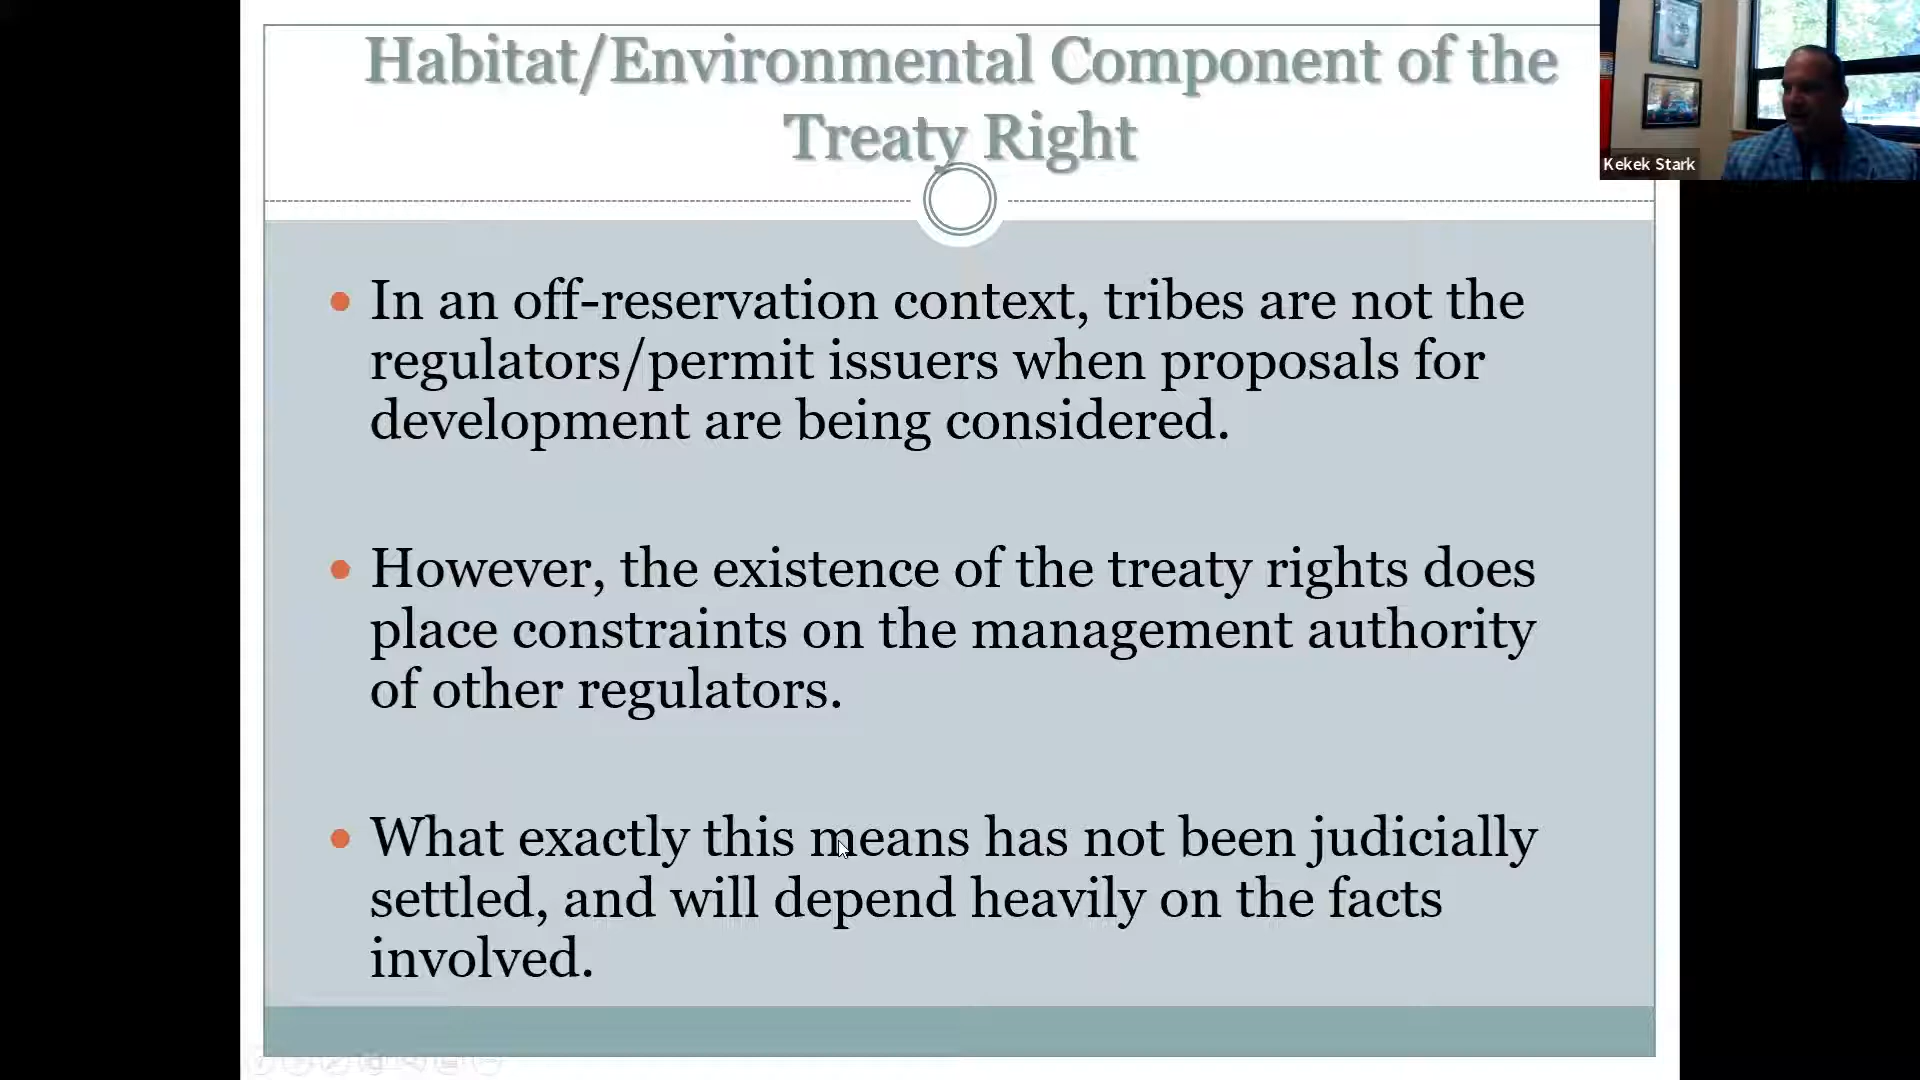 Habitat/Environmental Component of the
Treaty Right
Kekek Stark
• In an off-reservation context, tribes are not the
regulators/permit issuers when proposals for
development are being considered.
• However, the existence of the treaty rights does
place constraints on the management authority
of other regulators.
• What exactly this means has not been judicially
settled, and will depend heavily on the facts
involved.